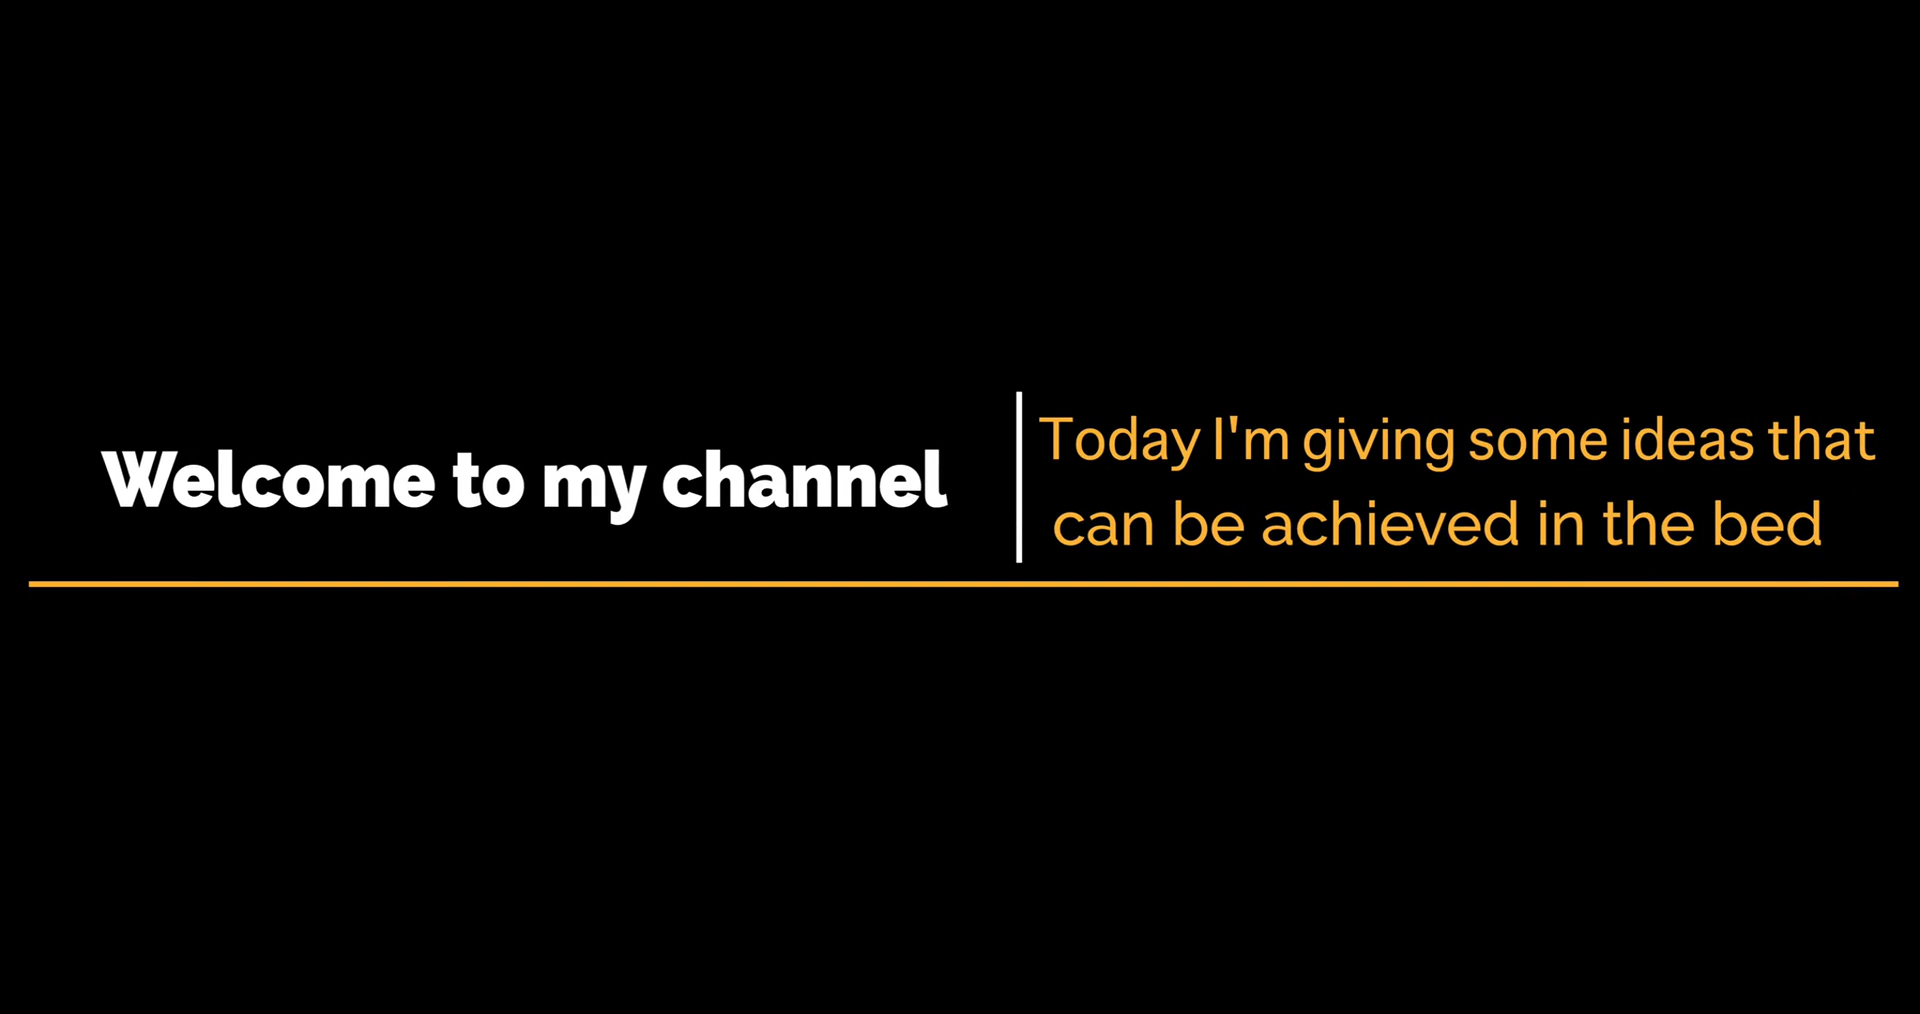 Welcome to my channel
Today I'm giving some ideas that
can be achieved in the bed